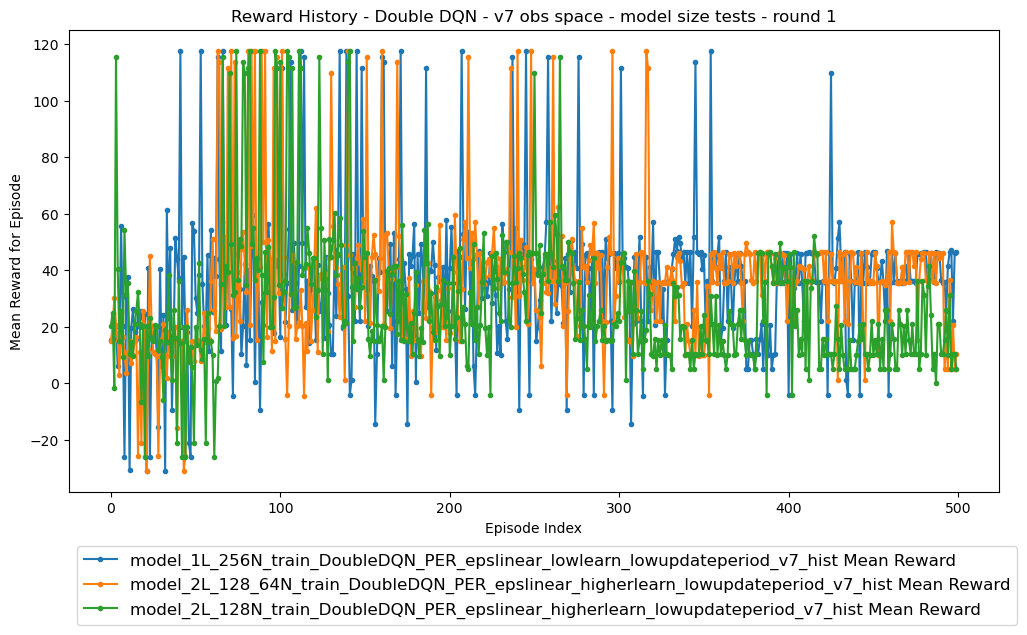 Reward History - Double DQN - v7 obs space - model size tests - round 1
Mean Reward for Episode
120
100
80
60
40
20
0
−20
0
100
200
300
400
500
Episode Index
model_1L_256N_train_DoubleDQN_PER_epslinear_lowlearn_lowupdateperiod_v7_hist Mean Reward
model_2L_128_64N_train_DoubleDQN_PER_epslinear_higherlearn_lowupdateperiod_v7_hist Mean Reward
model_2L_128N_train_DoubleDQN_PER_epslinear_higherlearn_lowupdateperiod_v7_hist Mean Reward